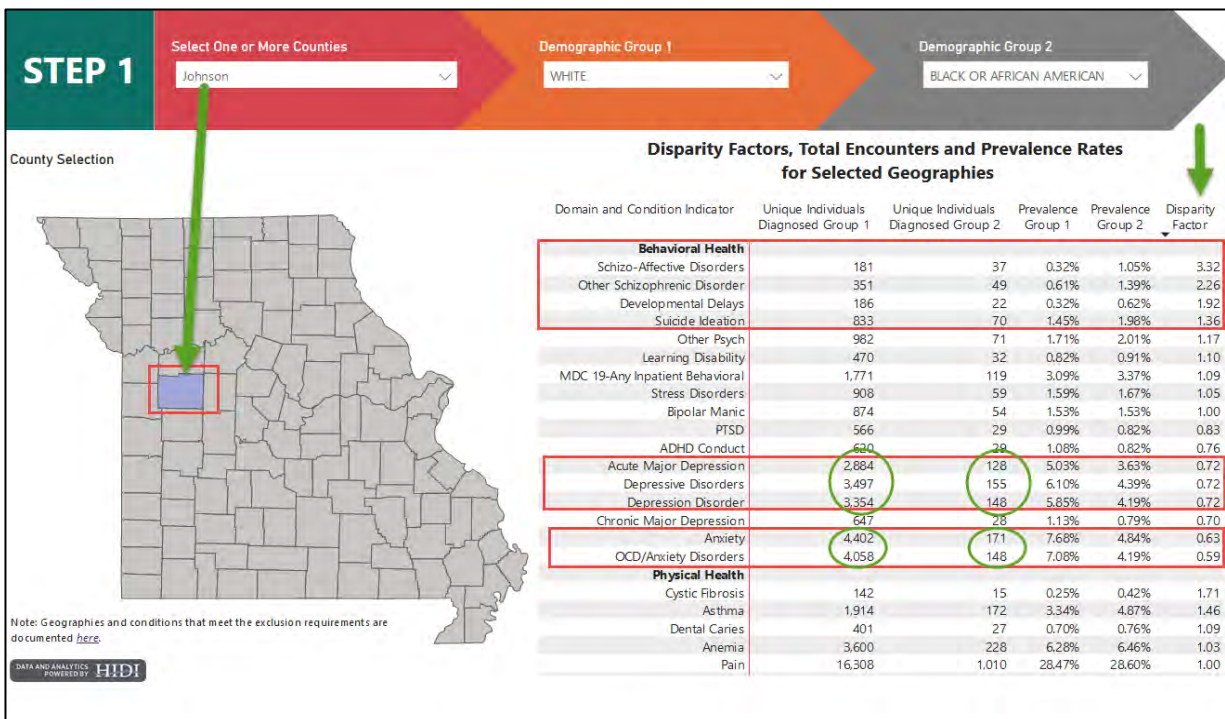 STEP 1
Select One or More Counties
Johnson
Demographic Group 1
WHITE
Demographic Group 2
BLACK OR AFRICAN AMERICAN
County Selection
Note: Geographies and conditions that meet the exclusion requirements are
documented here.
DATA AND ANALYTICS
POWERED BY HIDI
Disparity Factors, Total Encounters and Prevalence Rates
for Selected Geographies
Domain and Condition Indicator Unique Individuals Diagnosed Group 1 Unique Individuals Diagnosed Group 2 Prevalence Group 1 Prevalence Group 2 Disparity Factor
Behavioral Health
Schizo-Affective Disorders 181 37 0.32% 1.05% 3.32
Other Schizophrenic Disorder 351 49 0.61% 1.39% 2.26
Developmental Delays 186 22 0.32% 0.62% 1.92
Suicide Ideation 833 70 1.45% 1.98% 1.36
Other Psych 982 71 1.71% 2.01% 1.17
Learning Disability 470 32 0.82% 0.91% 1.10
MDC 19-Any Inpatient Behavioral 1,771 119 3.09% 3.37% 1.09
Stress Disorders 908 59 1.59% 1.67% 1.05
Bipolar Manic 874 54 1.53% 1.53% 1.00
PTSD 566 29 0.99% 0.82% 0.83
ADHD Conduct 620 29 1.08% 0.82% 0.76
Acute Major Depression 2,884 128 5.03% 3.63% 0.72
Depressive Disorders 3,497 155 6.10% 4.39% 0.72
Depression Disorder 3,354 148 5.85% 4.19% 0.72
Chronic Major Depression 647 28 1.13% 0.79% 0.70
Anxiety 4,402 171 7.68% 4.84% 0.63
OCD/Anxiety Disorders 4,058 148 7.08% 4.19% 0.59
Physical Health
Cystic Fibrosis 142 15 0.25% 0.42% 1.71
Asthma 1,914 172 3.34% 4.87% 1.46
Dental Caries 401 27 0.70% 0.76% 1.09
Anemia 3,600 228 6.28% 6.46% 1.03
Pain 16,308 1,010 28.47% 28.60% 1.00